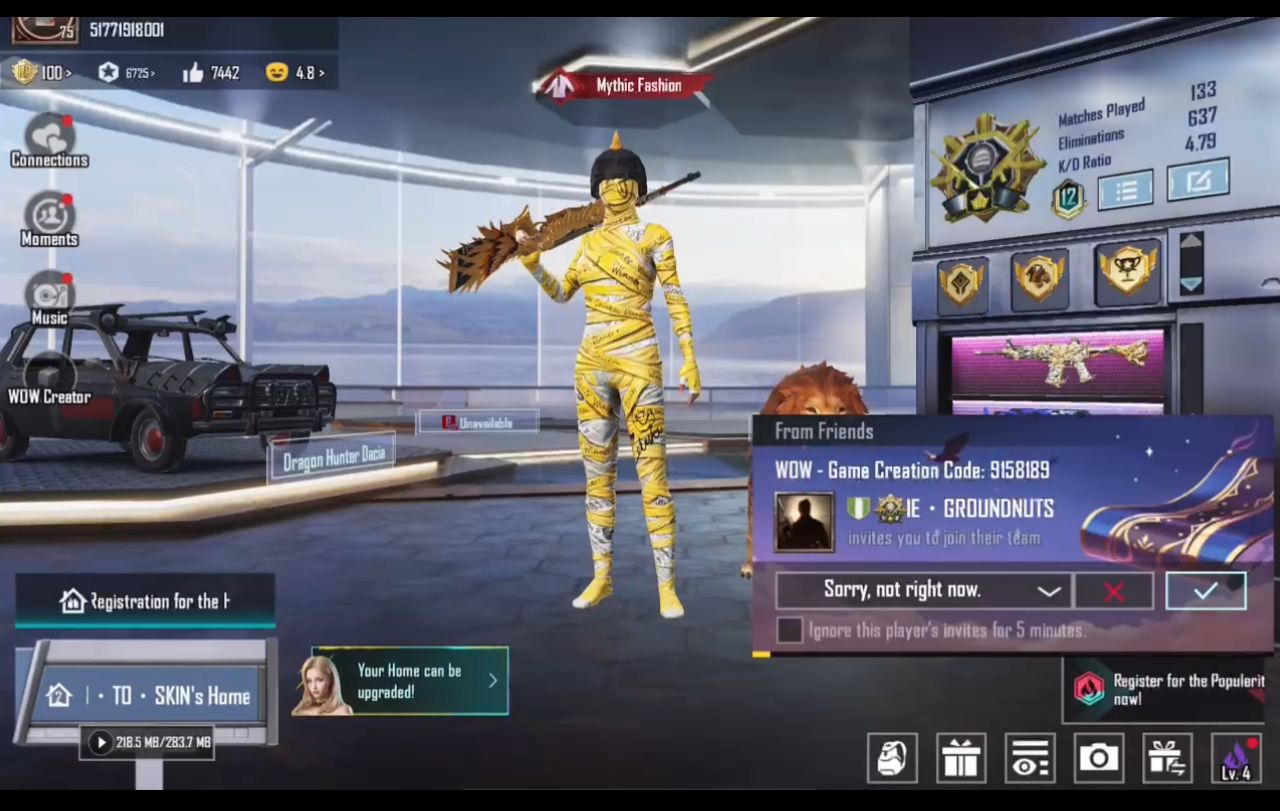 75
51771918001
100 >
6725 >
7442
4.8 >
Mythic Fashion
Matches Played 133
Eliminations 637
K/D Ratio 4.79
12
Connections
Moments
Music
WOW Creator
Dragon Hunter Dacia
Unavailable
From Friends
WOW - Game Creation Code: 9158189
IE • GROUNDNUTS
invites you to join their team
Sorry, not right now.
Ignore this player's invites for 5 minutes.
Registration for the
• TO • SKIN's Home
218.5 MB/283.7 MB
Your Home can be
upgraded!
Register for the Popularit
now!
Lv. 4